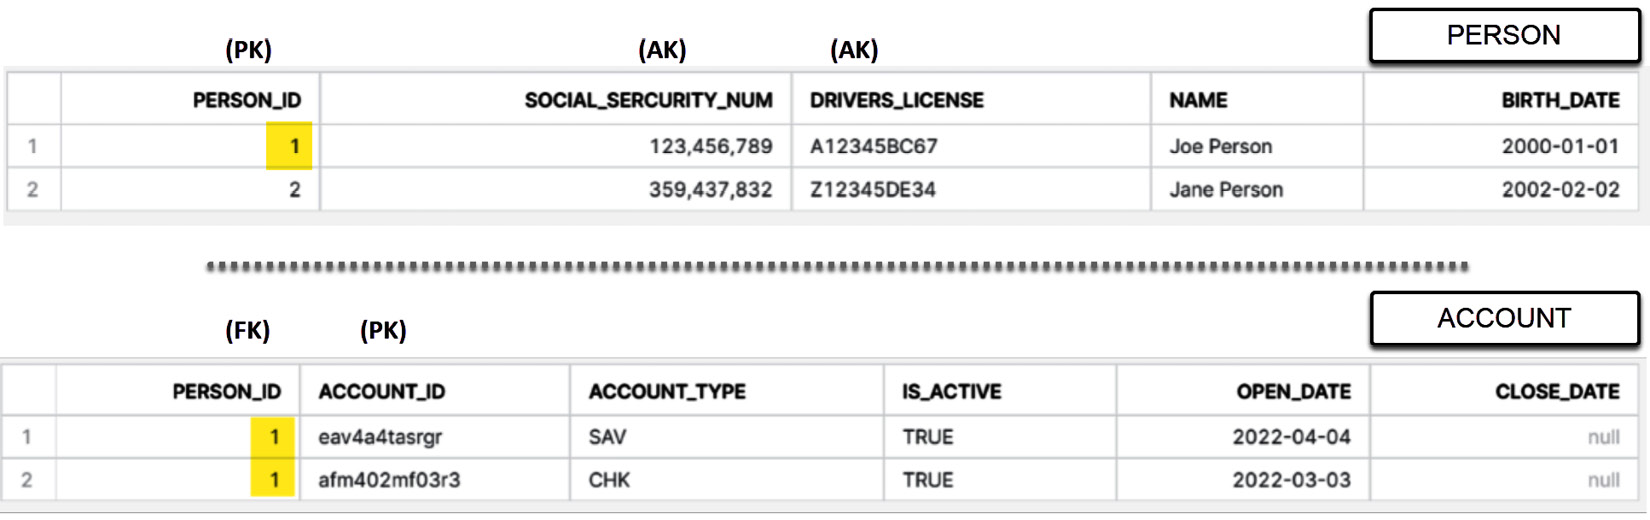 PERSON
(PK) (AK) (AK)
PERSON_ID SOCIAL_SERCURITY_NUM DRIVERS_LICENSE NAME BIRTH_DATE
1 1 123,456,789 A12345BC67 Joe Person 2000-01-01
2 2 359,437,832 Z12345DE34 Jane Person 2002-02-02
ACCOUNT
(FK) (PK)
PERSON_ID ACCOUNT_ID ACCOUNT_TYPE IS_ACTIVE OPEN_DATE CLOSE_DATE
1 1 eav4a4tasrgr SAV TRUE 2022-04-04 null
2 1 afm402mf03r3 CHK TRUE 2022-03-03 null